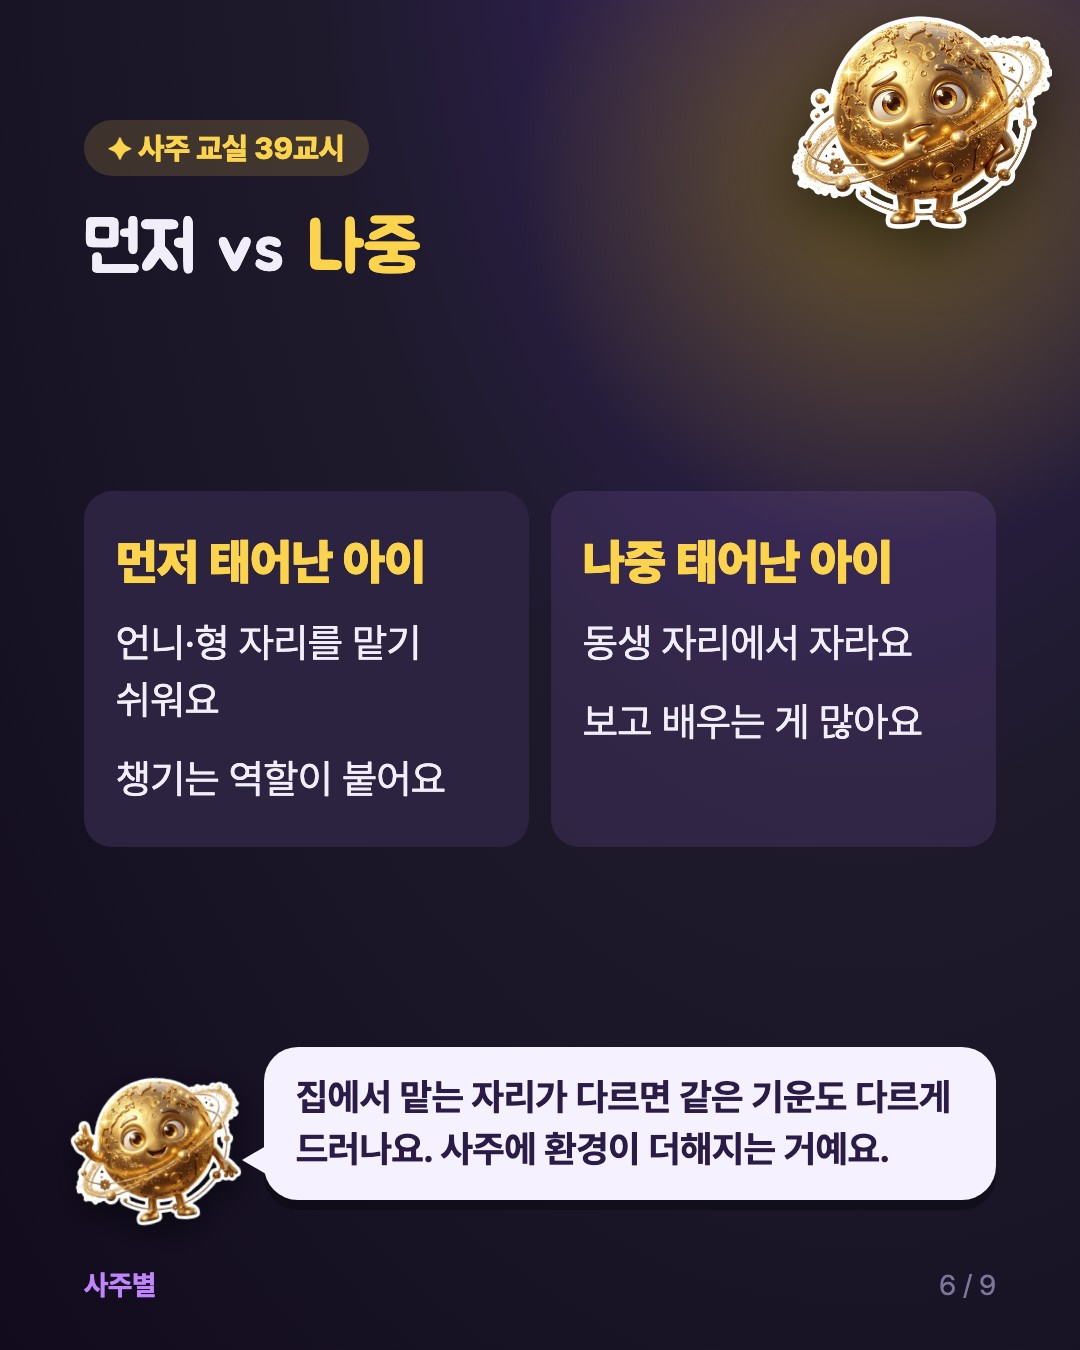 ✦ 사주 교실 39교시
먼저 vs 나중
먼저 태어난 아이
언니·형 자리를 맡기
쉬워요
챙기는 역할이 붙어요
나중 태어난 아이
동생 자리에서 자라요
보고 배우는 게 많아요
집에서 맡는 자리가 다르면 같은 기운도 다르게
드러나요. 사주에 환경이 더해지는 거예요.
사주별
6 / 9